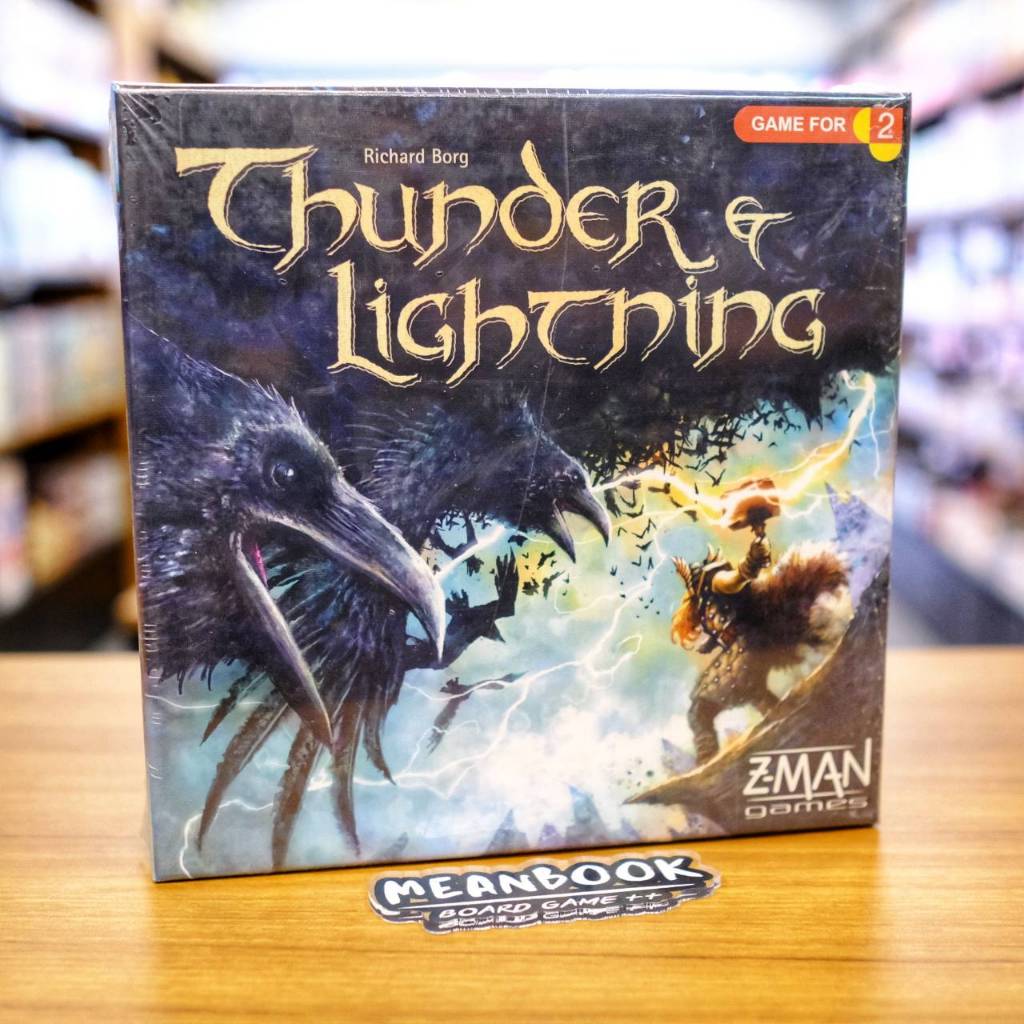 GAME FOR 2
Richard Borg
Thunder &
Lightning
Z-MAN
games
MEANBOOK
BOARD GAME ++